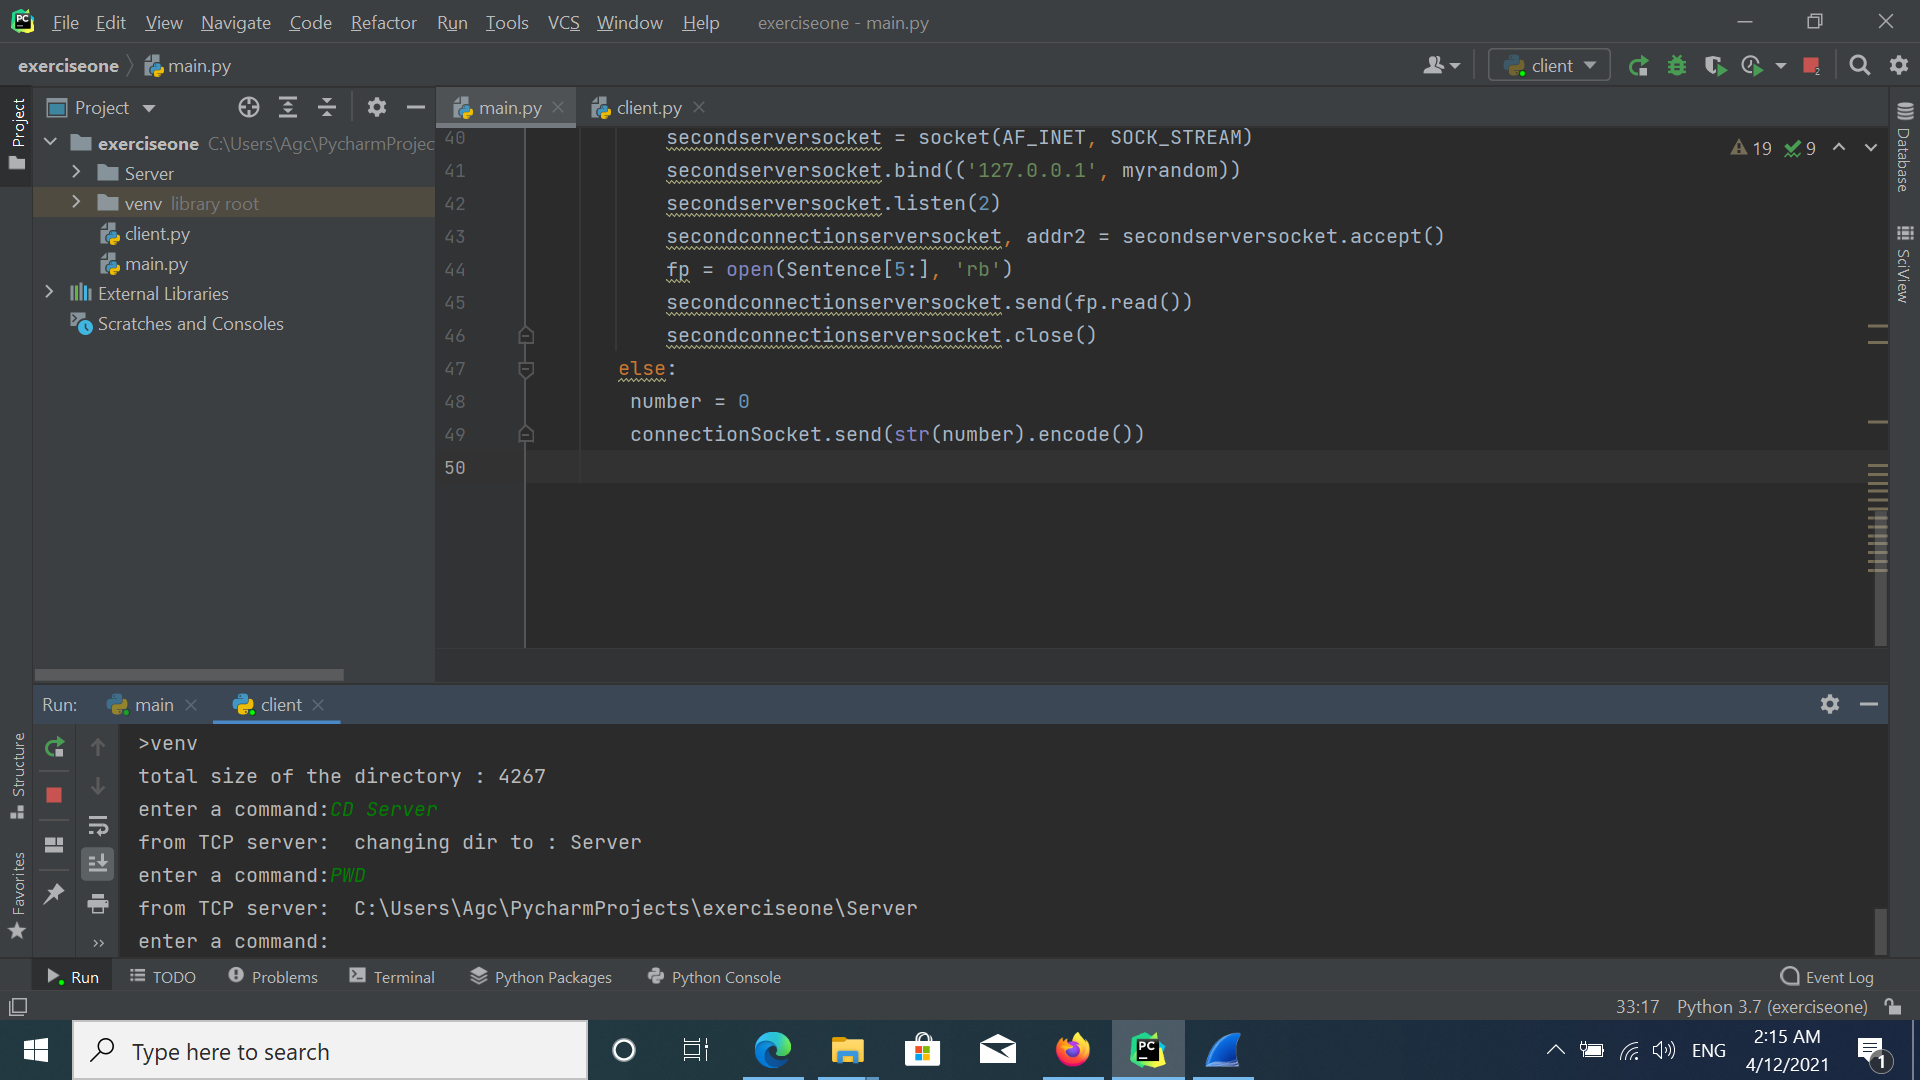 File Edit View Navigate Code Refactor Run Tools VCS Window Help exerciseone - main.py
exerciseone main.py client
Project main.py client.py
exerciseone C:\Users\Agc\PycharmProjec
Server
venv library root
client.py
main.py
External Libraries
Scratches and Consoles
Project
Structure
Favorites
Database
SciView
19 9
40 secondserversocket = socket(AF_INET, SOCK_STREAM)
41 secondserversocket.bind(('127.0.0.1', myrandom))
42 secondserversocket.listen(2)
43 secondconnectionserversocket, addr2 = secondserversocket.accept()
44 fp = open(Sentence[5:], 'rb')
45 secondconnectionserversocket.send(fp.read())
46 secondconnectionserversocket.close()
47 else:
48 number = 0
49 connectionSocket.send(str(number).encode())
50
Run: main client
>venv
total size of the directory : 4267
enter a command:CD Server
from TCP server:  changing dir to : Server
enter a command:PWD
from TCP server:  C:\Users\Agc\PycharmProjects\exerciseone\Server
enter a command:
Run TODO Problems Terminal Python Packages Python Console Event Log
33:17 Python 3.7 (exerciseone)
Type here to search
PC
ENG
2:15 AM
4/12/2021
1